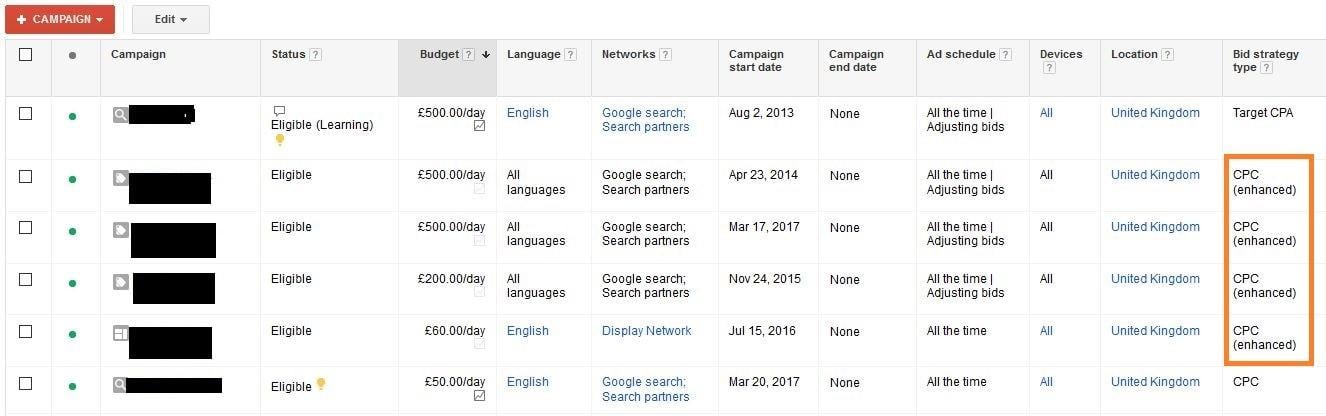 + CAMPAIGN
Edit
Campaign
Status ?
Budget ?
Language ?
Networks ?
Campaign start date
Campaign end date
Ad schedule ?
Devices ?
Location ?
Bid strategy type ?
Eligible (Learning)
£500.00/day
English
Google search;
Search partners
Aug 2, 2013
None
All the time |
Adjusting bids
All
United Kingdom
Target CPA
Eligible
£500.00/day
All
languages
Google search;
Search partners
Apr 23, 2014
None
All the time |
Adjusting bids
All
United Kingdom
CPC
(enhanced)
Eligible
£500.00/day
All
languages
Google search;
Search partners
Mar 17, 2017
None
All the time |
Adjusting bids
All
United Kingdom
CPC
(enhanced)
Eligible
£200.00/day
All
languages
Google search;
Search partners
Nov 24, 2015
None
All the time |
Adjusting bids
All
United Kingdom
CPC
(enhanced)
Eligible
£60.00/day
English
Display Network
Jul 15, 2016
None
All the time
All
United Kingdom
CPC
(enhanced)
Eligible
£50.00/day
English
Google search;
Search partners
Mar 20, 2017
None
All the time
All
United Kingdom
CPC